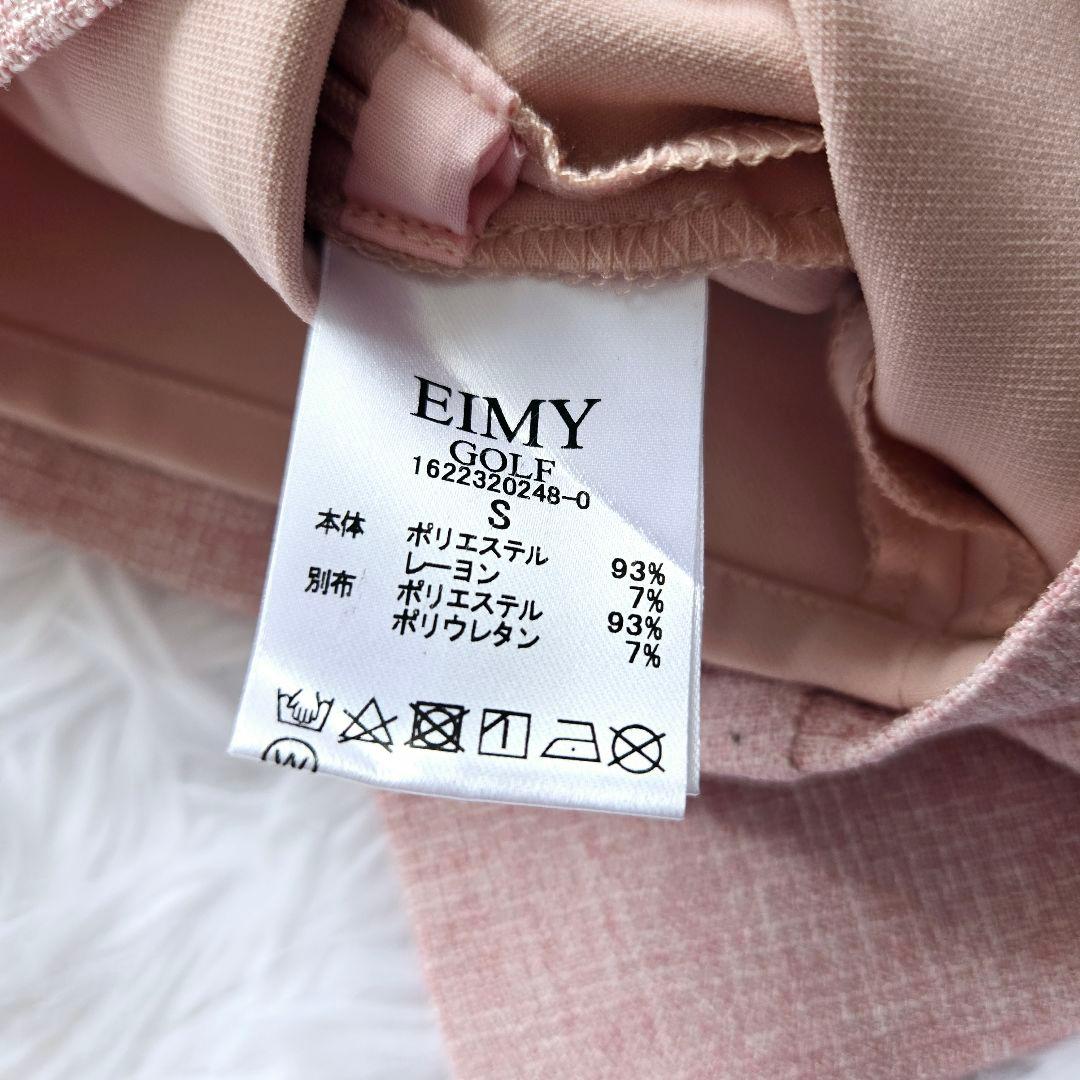 EIMY
GOLF
1622320248-0
S
本体 ポリエステル 93%
レーヨン 7%
別布 ポリエステル 93%
ポリウレタン 7%
W